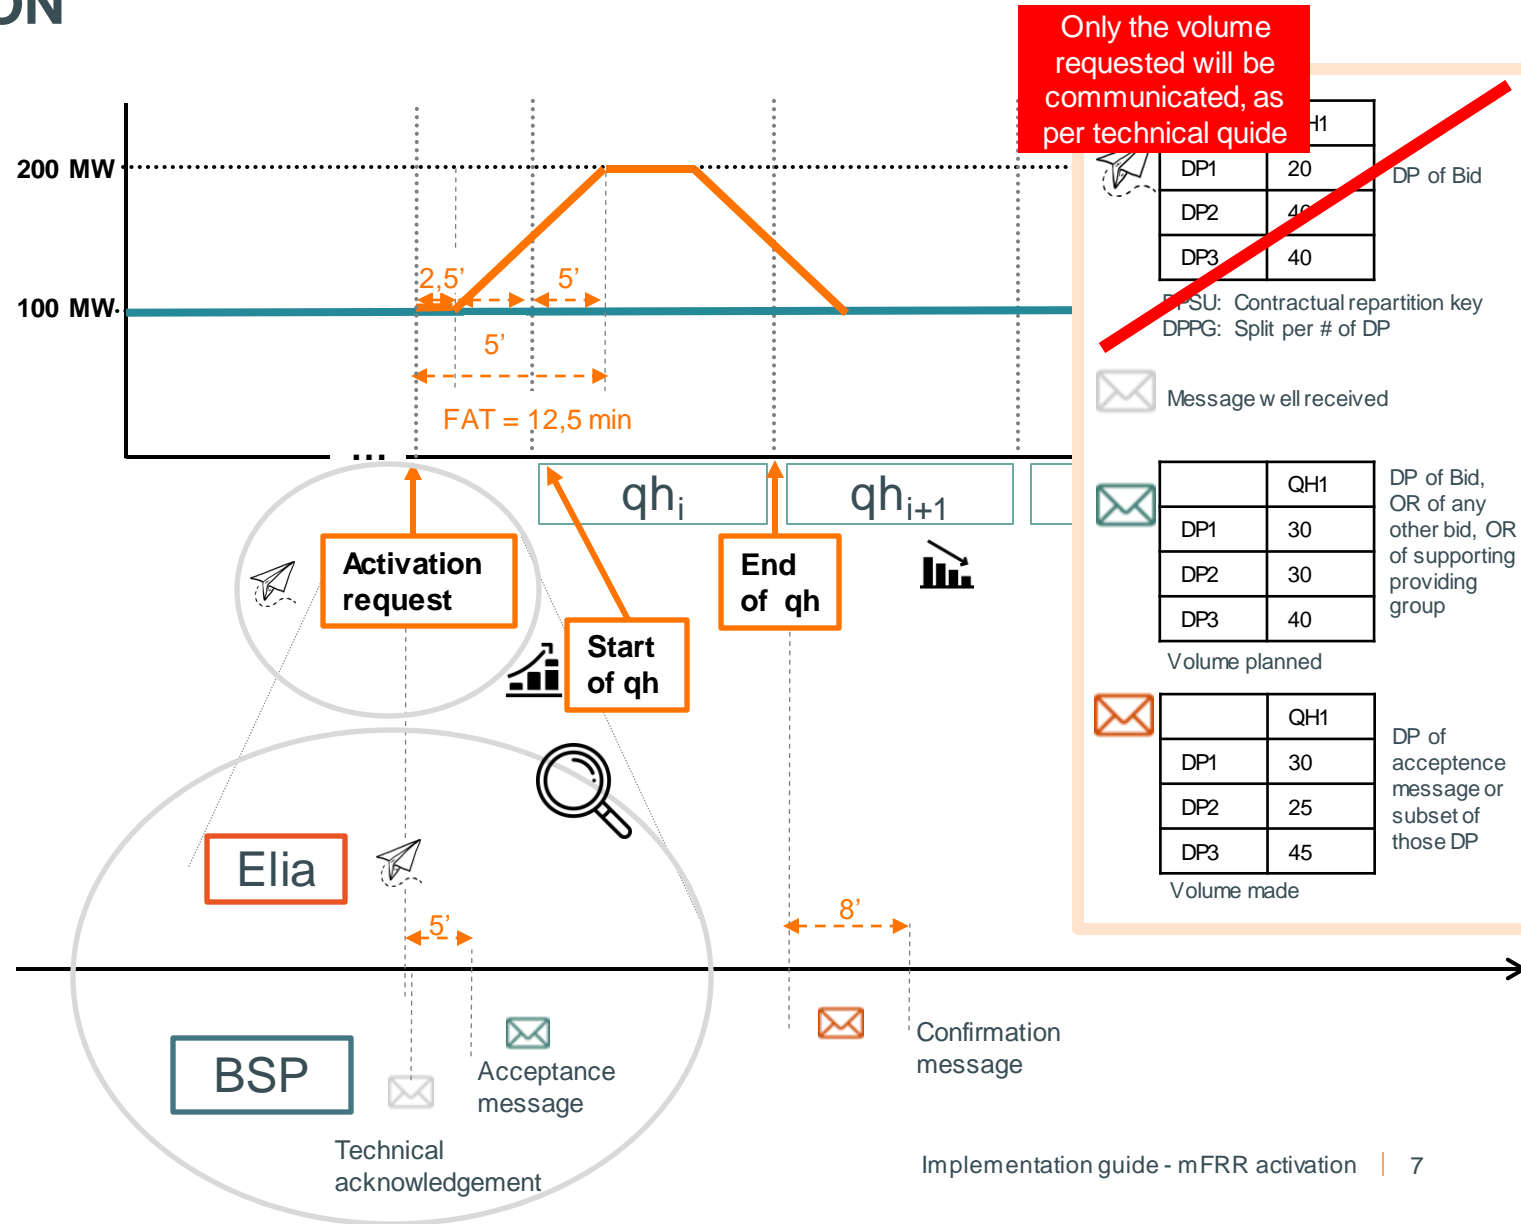 ON
Only the volume
requested will be
communicated, as
per technical guide
200 MW
100 MW
2,5’
5’
5’
FAT = 12,5 min
...
qhi
qhi+1
Activation
request
Start
of qh
End
of qh
H1
DP1 20
DP2 40
DP3 40
DP of Bid
DPSU: Contractual repartition key
DPPG: Split per # of DP
Message well received
QH1
DP1 30
DP2 30
DP3 40
Volume planned
DP of Bid,
OR of any
other bid, OR
of supporting
providing
group
QH1
DP1 30
DP2 25
DP3 45
Volume made
DP of
acceptence
message or
subset of
those DP
Elia
5’
8’
BSP
Acceptance
message
Technical
acknowledgement
Confirmation
message
Implementation guide - mFRR activation | 7